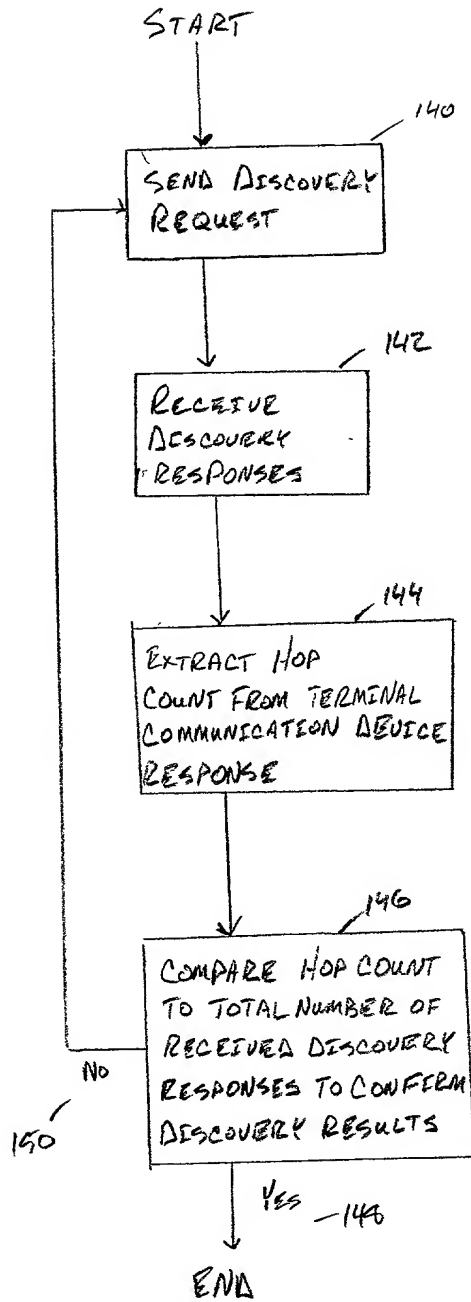 START
140
SEND DISCOVERY
REQUEST
142
RECEIVE
DISCOVERY
RESPONSES
144
EXTRACT HOP
COUNT FROM TERMINAL
COMMUNICATION DEVICE
RESPONSE
146
COMPARE HOP COUNT
TO TOTAL NUMBER OF
RECEIVED DISCOVERY
RESPONSES TO CONFIRM
DISCOVERY RESULTS
NO
150
YES
148
END